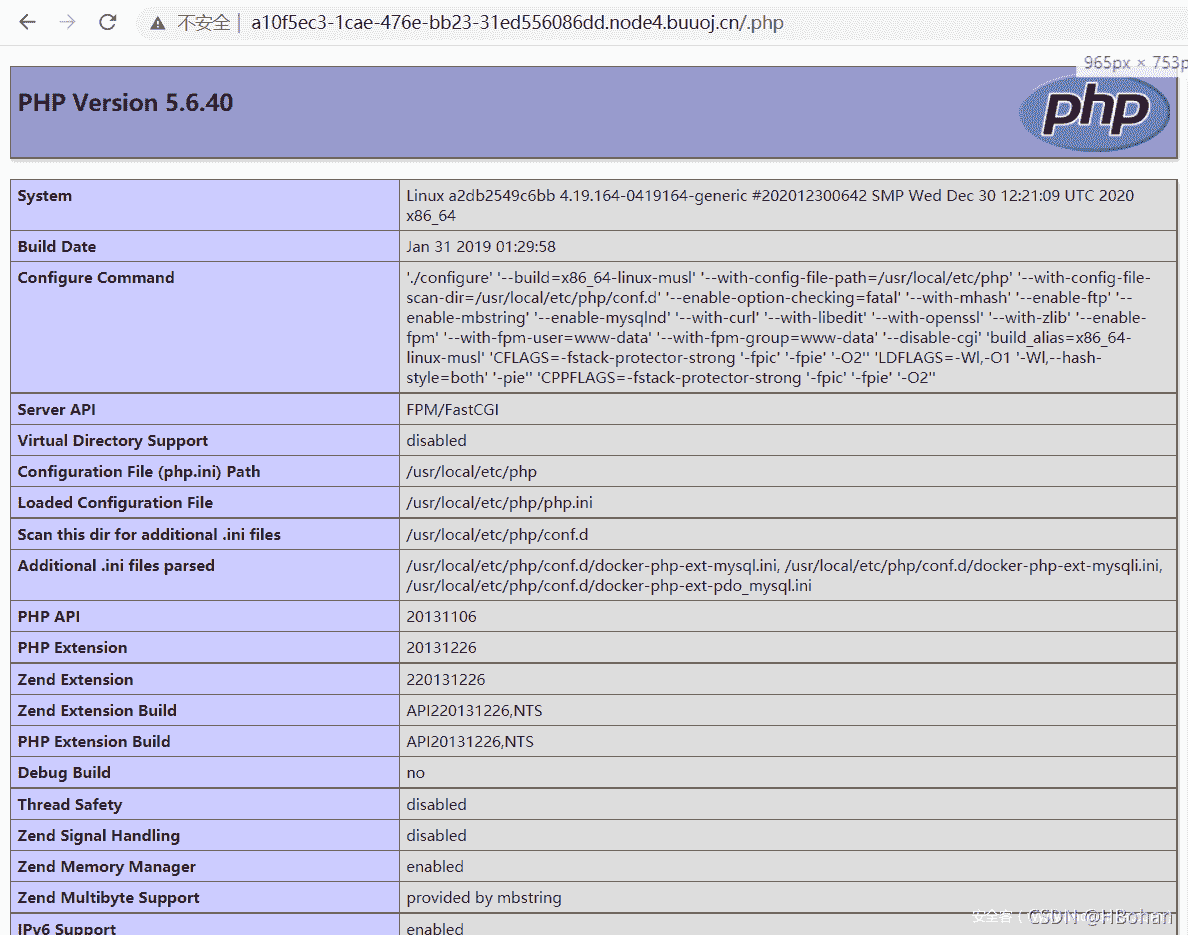 不安全 | a10f5ec3-1cae-476e-bb23-31ed556086dd.node4.buuoj.cn/.php
965px × 753p
PHP Version 5.6.40
php
System
Linux a2db2549c6bb 4.19.164-0419164-generic #202012300642 SMP Wed Dec 30 12:21:09 UTC 2020
x86_64
Build Date
Jan 31 2019 01:29:58
Configure Command
'./configure' '--build=x86_64-linux-musl' '--with-config-file-path=/usr/local/etc/php' '--with-config-file-
scan-dir=/usr/local/etc/php/conf.d' '--enable-option-checking=fatal' '--with-mhash' '--enable-ftp' '--
enable-mbstring' '--enable-mysqlnd' '--with-curl' '--with-libedit' '--with-openssl' '--with-zlib' '--enable-
fpm' '--with-fpm-user=www-data' '--with-fpm-group=www-data' '--disable-cgi' 'build_alias=x86_64-
linux-musl' 'CFLAGS=-fstack-protector-strong '-fpic' '-fpie' '-O2'' 'LDFLAGS=-Wl,-O1 '-Wl,--hash-
style=both' '-pie'' 'CPPFLAGS=-fstack-protector-strong '-fpic' '-fpie' '-O2''
Server API
FPM/FastCGI
Virtual Directory Support
disabled
Configuration File (php.ini) Path
/usr/local/etc/php
Loaded Configuration File
/usr/local/etc/php/php.ini
Scan this dir for additional .ini files
/usr/local/etc/php/conf.d
Additional .ini files parsed
/usr/local/etc/php/conf.d/docker-php-ext-mysql.ini, /usr/local/etc/php/conf.d/docker-php-ext-mysqli.ini,
/usr/local/etc/php/conf.d/docker-php-ext-pdo_mysql.ini
PHP API
20131106
PHP Extension
20131226
Zend Extension
220131226
Zend Extension Build
API220131226,NTS
PHP Extension Build
API20131226,NTS
Debug Build
no
Thread Safety
disabled
Zend Signal Handling
disabled
Zend Memory Manager
enabled
Zend Multibyte Support
provided by mbstring
IPv6 Support
enabled
安全客
CSDN @HBohan